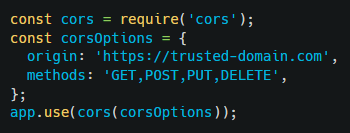 const cors = require('cors');
const corsOptions = {
  origin: 'https://trusted-domain.com',
  methods: 'GET,POST,PUT,DELETE',
};
app.use(cors(corsOptions));